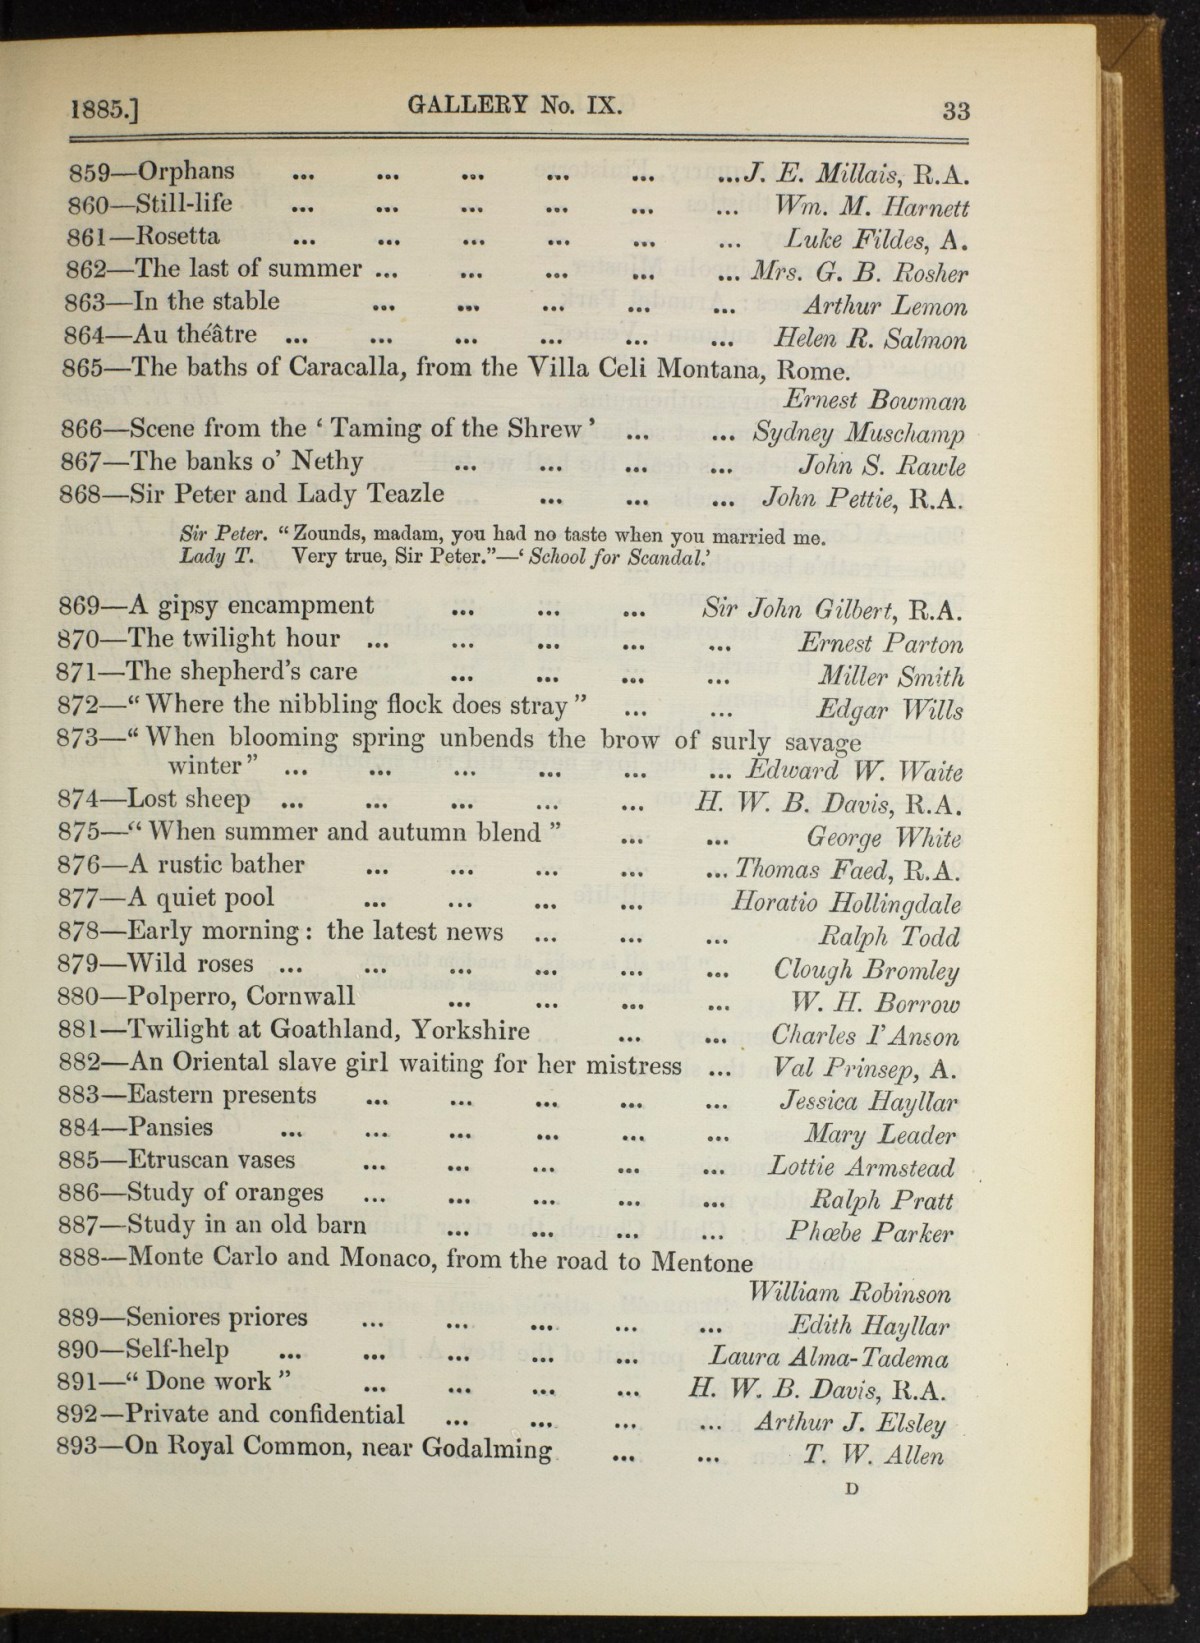 1885.] GALLERY No. IX. 33
859—Orphans ... ... ... ... ... ...J. E. Millais, R.A.
860—Still-life ... ... ... ... ... ... Wm. M. Harnett
861—Rosetta ... ... ... ... ... ... Luke Fildes, A.
862—The last of summer ... ... ... ... ... Mrs. G. B. Rosher
863—In the stable ... ... ... ... ... Arthur Lemon
864—Au théâtre ... ... ... ... ... ... Helen R. Salmon
865—The baths of Caracalla, from the Villa Celi Montana, Rome.
Ernest Bowman
866—Scene from the ‘ Taming of the Shrew ’ ... ... Sydney Muschamp
867—The banks o’ Nethy ... ... ... ... John S. Rawle
868—Sir Peter and Lady Teazle ... ... ... John Pettie, R.A.
Sir Peter. “ Zounds, madam, you had no taste when you married me.
Lady T. Very true, Sir Peter.”—‘ School for Scandal.’
869—A gipsy encampment ... ... ... Sir John Gilbert, R.A.
870—The twilight hour ... ... ... ... ... Ernest Parton
871—The shepherd’s care ... ... ... ... Miller Smith
872—“ Where the nibbling flock does stray ” ... ... Edgar Wills
873—“ When blooming spring unbends the brow of surly savage
winter ” ... ... ... ... ... ... Edward W. Waite
874—Lost sheep ... ... ... ... ... H. W. B. Davis, R.A.
875—“ When summer and autumn blend ” ... ... George White
876—A rustic bather ... ... ... ... ... Thomas Faed, R.A.
877—A quiet pool ... ... ... ... Horatio Hollingdale
878—Early morning : the latest news ... ... ... Ralph Todd
879—Wild roses ... ... ... ... ... ... Clough Bromley
880—Polperro, Cornwall ... ... ... ... W. H. Borrow
881—Twilight at Goathland, Yorkshire ... ... Charles I’Anson
882—An Oriental slave girl waiting for her mistress ... Val Prinsep, A.
883—Eastern presents ... ... ... ... ... Jessica Hayllar
884—Pansies ... ... ... ... ... ... Mary Leader
885—Etruscan vases ... ... ... ... ... Lottie Armstead
886—Study of oranges ... ... ... ... ... Ralph Pratt
887—Study in an old barn ... ... ... ... Phœbe Parker
888—Monte Carlo and Monaco, from the road to Mentone
William Robinson
889—Seniores priores ... ... ... ... ... Edith Hayllar
890—Self-help ... ... ... ... ... Laura Alma-Tadema
891—“ Done work ” ... ... ... ... H. W. B. Davis, R.A.
892—Private and confidential ... ... ... ... Arthur J. Elsley
893—On Royal Common, near Godalming ... ... T. W. Allen
D